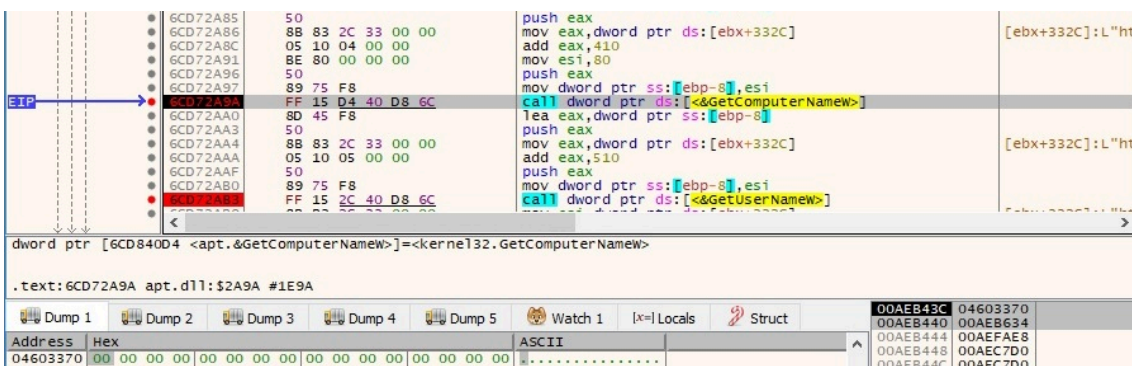 6CD72A85 50 push eax
6CD72A86 8B 83 2C 33 00 00 mov eax,dword ptr ds:[ebx+332C] [ebx+332C]:L"ht
6CD72A8C 05 10 04 00 00 add eax,410
6CD72A91 BE 80 00 00 00 mov esi,80
6CD72A96 50 push eax
6CD72A97 89 75 F8 mov dword ptr ss:[ebp-8],esi
EIP 6CD72A9A FF 15 D4 40 D8 6C call dword ptr ds:[<&GetComputerNameW>]
6CD72AA0 8D 45 F8 lea eax,dword ptr ss:[ebp-8]
6CD72AA3 50 push eax
6CD72AA4 8B 83 2C 33 00 00 mov eax,dword ptr ds:[ebx+332C] [ebx+332C]:L"ht
6CD72AAA 05 10 05 00 00 add eax,510
6CD72AAF 50 push eax
6CD72AB0 89 75 F8 mov dword ptr ss:[ebp-8],esi
6CD72AB3 FF 15 2C 40 D8 6C call dword ptr ds:[<&GetUserNameW>]
dword ptr [6CD840D4 <apt.&GetComputerNameW>]=<kernel32.GetComputerNameW>
.text:6CD72A9A apt.dll:$2A9A #1E9A
Dump 1 Dump 2 Dump 3 Dump 4 Dump 5 Watch 1 [x=] Locals Struct
Address Hex ASCII
04603370 00 00 00 00 00 00 00 00 00 00 00 00 00 00 00 00 ................
00AEB43C 04603370
00AEB440 00AEB634
00AEB444 00AEFAE8
00AEB448 00AEC7D0
00AEB44C 00AEC7D0